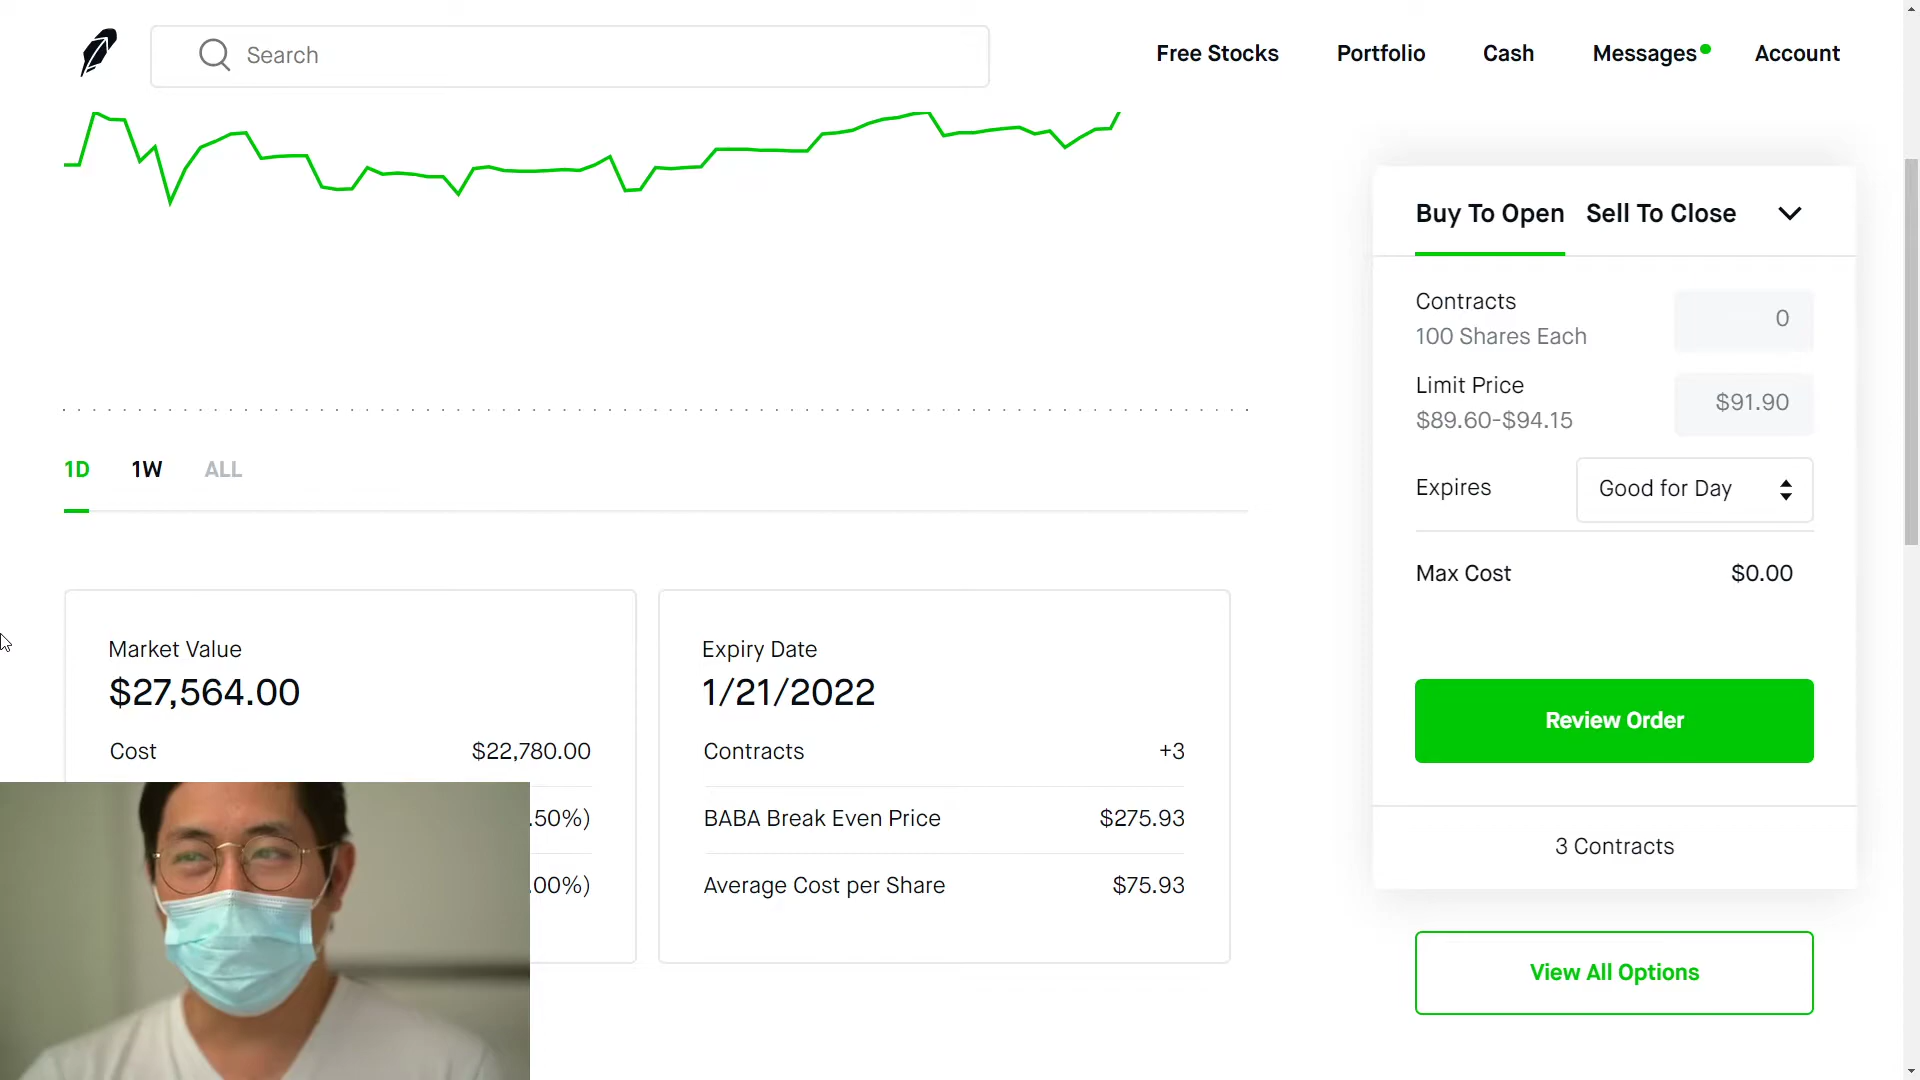 Search
Free Stocks
Portfolio
Cash
Messages
Account
Buy To Open
Sell To Close
Contracts
0
100 Shares Each
Limit Price
$91.90
$89.60-$94.15
Expires
Good for Day
Max Cost
$0.00
Review Order
3 Contracts
View All Options
1D
1W
ALL
Market Value
$27,564.00
Cost
$22,780.00
.50%)
.00%)
Expiry Date
1/21/2022
Contracts
+3
BABA Break Even Price
$275.93
Average Cost per Share
$75.93